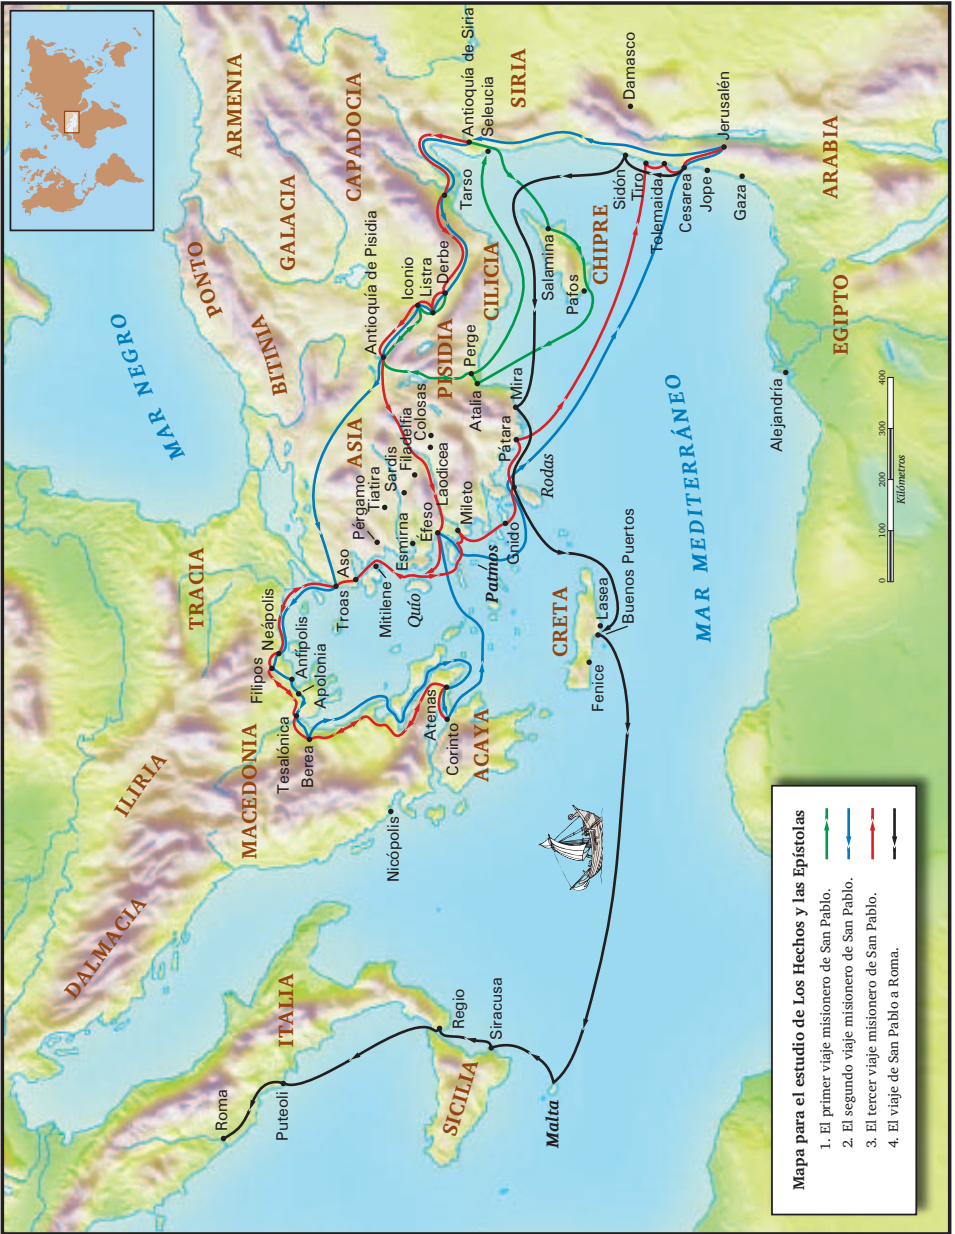 Mapa para el estudio de Los Hechos y las Epístolas
1. El primer viaje misionero de San Pablo.
2. El segundo viaje misionero de San Pablo.
3. El tercer viaje misionero de San Pablo.
4. El viaje de San Pablo a Roma.
DALMACIA
ILIRIA
MACEDONIA
TRACIA
MAR NEGRO
PONTO
BITINIA
GALACIA
ARMENIA
CAPADOCIA
ITALIA
Roma
Puteoli
SICILIA
Regio
Siracusa
Malta
Nicópolis
Tesalónica
Berea
Filipos
Neápolis
Anfípolis
Apolonia
Atenas
Corinto
ACAYA
Troas
Aso
Mitilene
Quío
Pérgamo
Tiatira
Sardis
Filadelfia
Colosas
Esmirna
Éfeso
Laodicea
Mileto
Patmos
Gnido
ASIA
Rodas
Pátara
Mira
Atalia
Perge
PISIDIA
Antioquía de Pisidia
Iconio
Listra
Derbe
CILICIA
Tarso
Antioquía de Siria
Seleucia
SIRIA
Damasco
CHIPRE
Salamina
Pafos
Sidón
Tiro
Tolemaida
Cesarea
Jope
Jerusalén
Gaza
ARABIA
EGIPTO
Alejandría
CRETA
Fenice
Lasea
Buenos Puertos
MAR MEDITERRÁNEO
0 100 200 300 400
Kilómetros